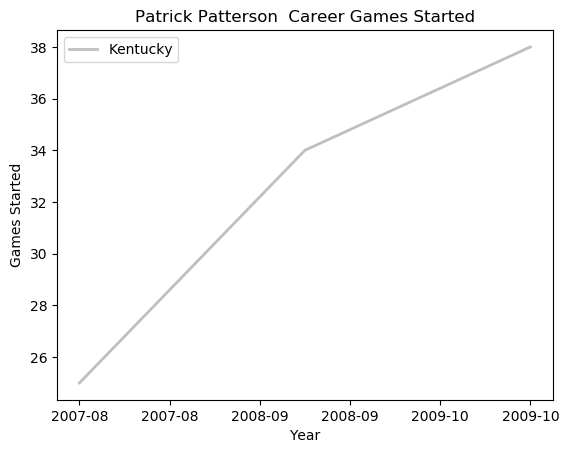 Patrick Patterson  Career Games Started
Kentucky
38
36
34
32
30
28
26
Games Started
2007-08 2007-08 2008-09 2008-09 2009-10 2009-10
Year